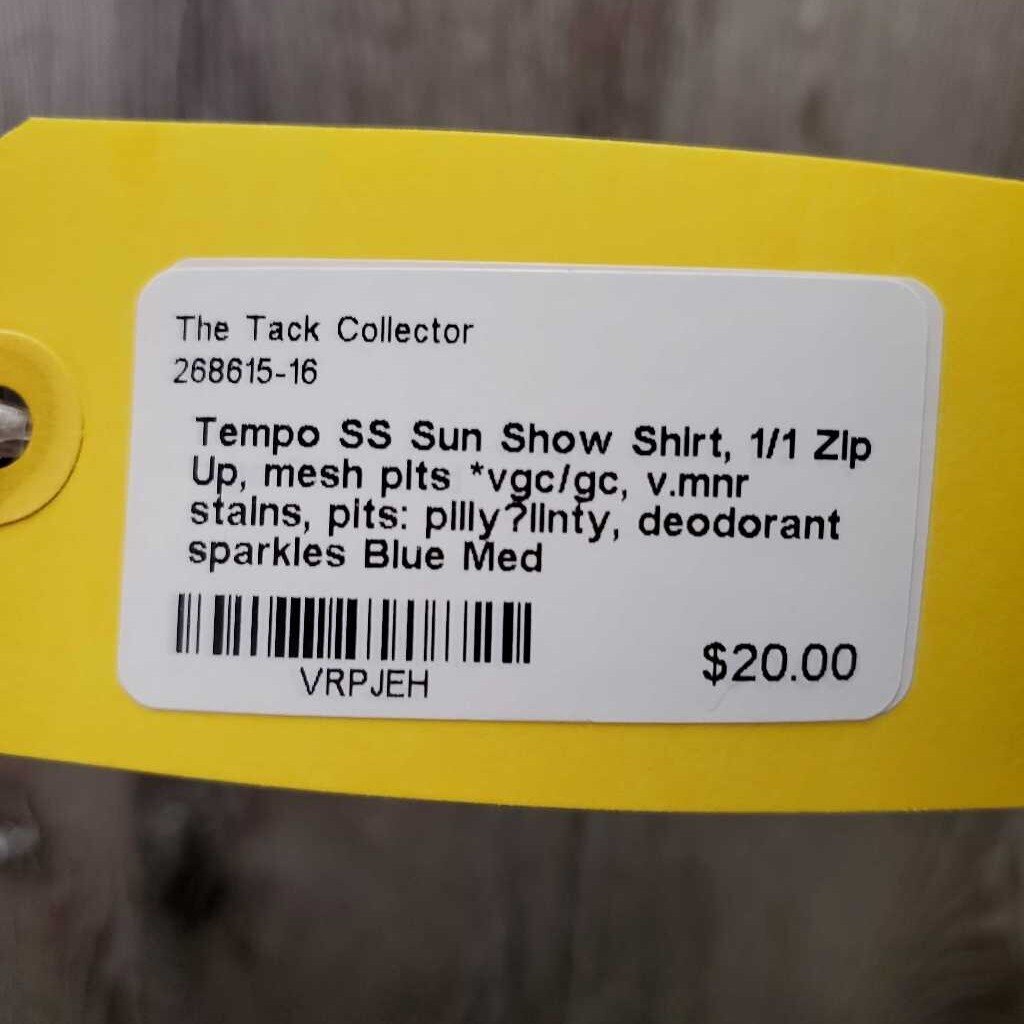 The Tack Collector
268615-16
Tempo SS Sun Show Shirt, 1/1 Zip
Up, mesh pits *vgc/gc, v.mnr
stains, pits: pilly?linty, deodorant
sparkles Blue Med
VRPJEH
$20.00